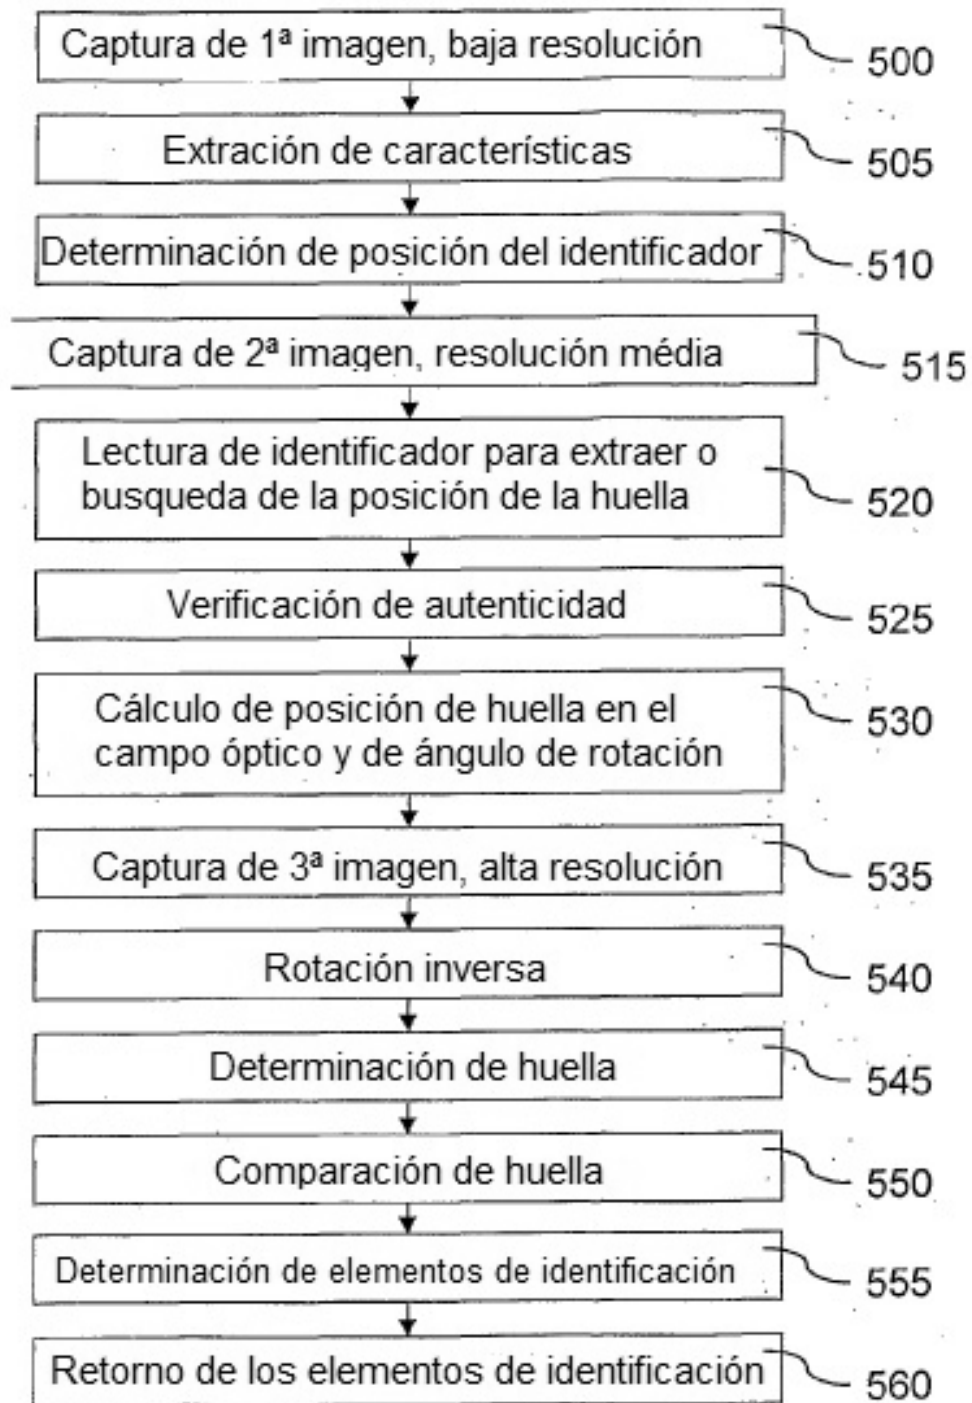 Captura de 1ª imagen, baja resolución
500
Extración de características
505
Determinación de posición del identificador
510
Captura de 2ª imagen, resolución média
515
Lectura de identificador para extraer o
busqueda de la posición de la huella
520
Verificación de autenticidad
525
Cálculo de posición de huella en el
campo óptico y de ángulo de rotación
530
Captura de 3ª imagen, alta resolución
535
Rotación inversa
540
Determinación de huella
545
Comparación de huella
550
Determinación de elementos de identificación
555
Retorno de los elementos de identificación
560